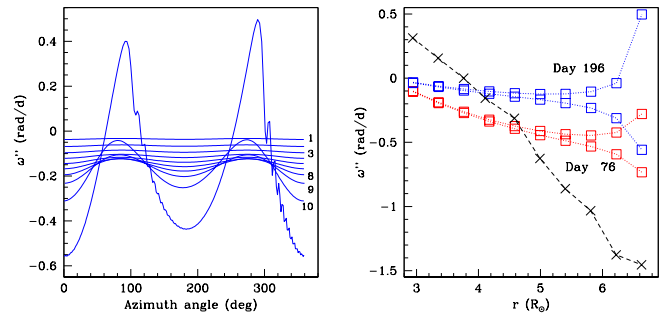 0.4
0.2
0
−0.2
−0.4
−0.6
ω'' (rad/d)
1
3
8
9
10
0 100 200 300
Azimuth angle (deg)
0.5
0
−0.5
−1
−1.5
ω'' (rad/d)
Day 196
Day 76
3 4 5 6
r (R☉)